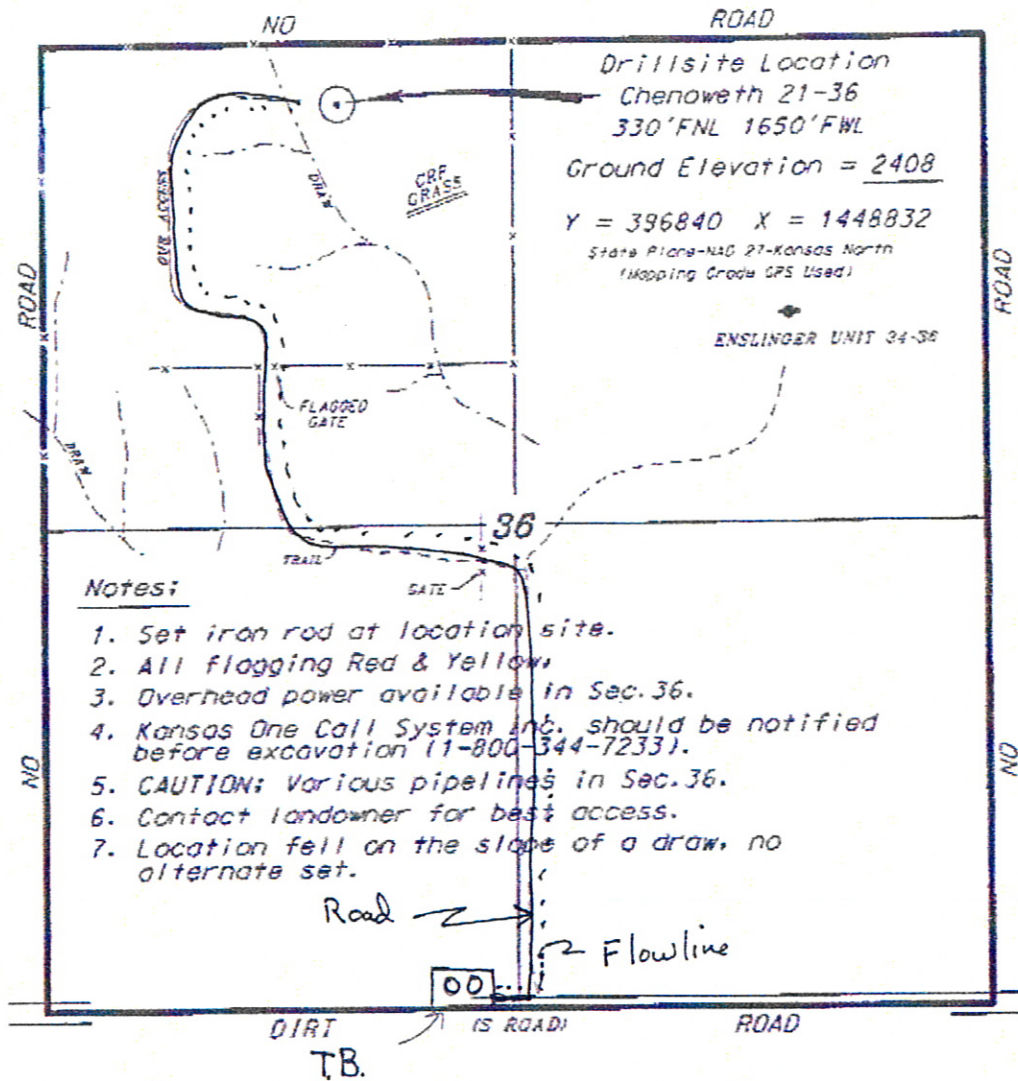 NO ROAD
Drillsite Location
Chenoweth 21-36
330'FNL 1650'FWL
Ground Elevation = 2408
Y = 396840 X = 1448832
State Plane-NAD 27-Kansas North
(Mapping Grade GPS Used)
ENSLINGER UNIT 34-36
CRP
GRASS
DRAW
OUR ACCESS
ROAD
ROAD
FLAGGED
GATE
DRAW
36
TRAIL
GATE
Notes:
1. Set iron rod at location site.
2. All flagging Red & Yellow.
3. Overhead power available in Sec.36.
4. Kansas One Call System Inc. should be notified
before excavation (1-800-344-7233).
5. CAUTION: Various pipelines in Sec.36.
6. Contact landowner for best access.
7. Location fell on the slope of a draw, no
alternate set.
NO
NO
Road
Flowline
OO
DIRT (IS ROAD) ROAD
T.B.